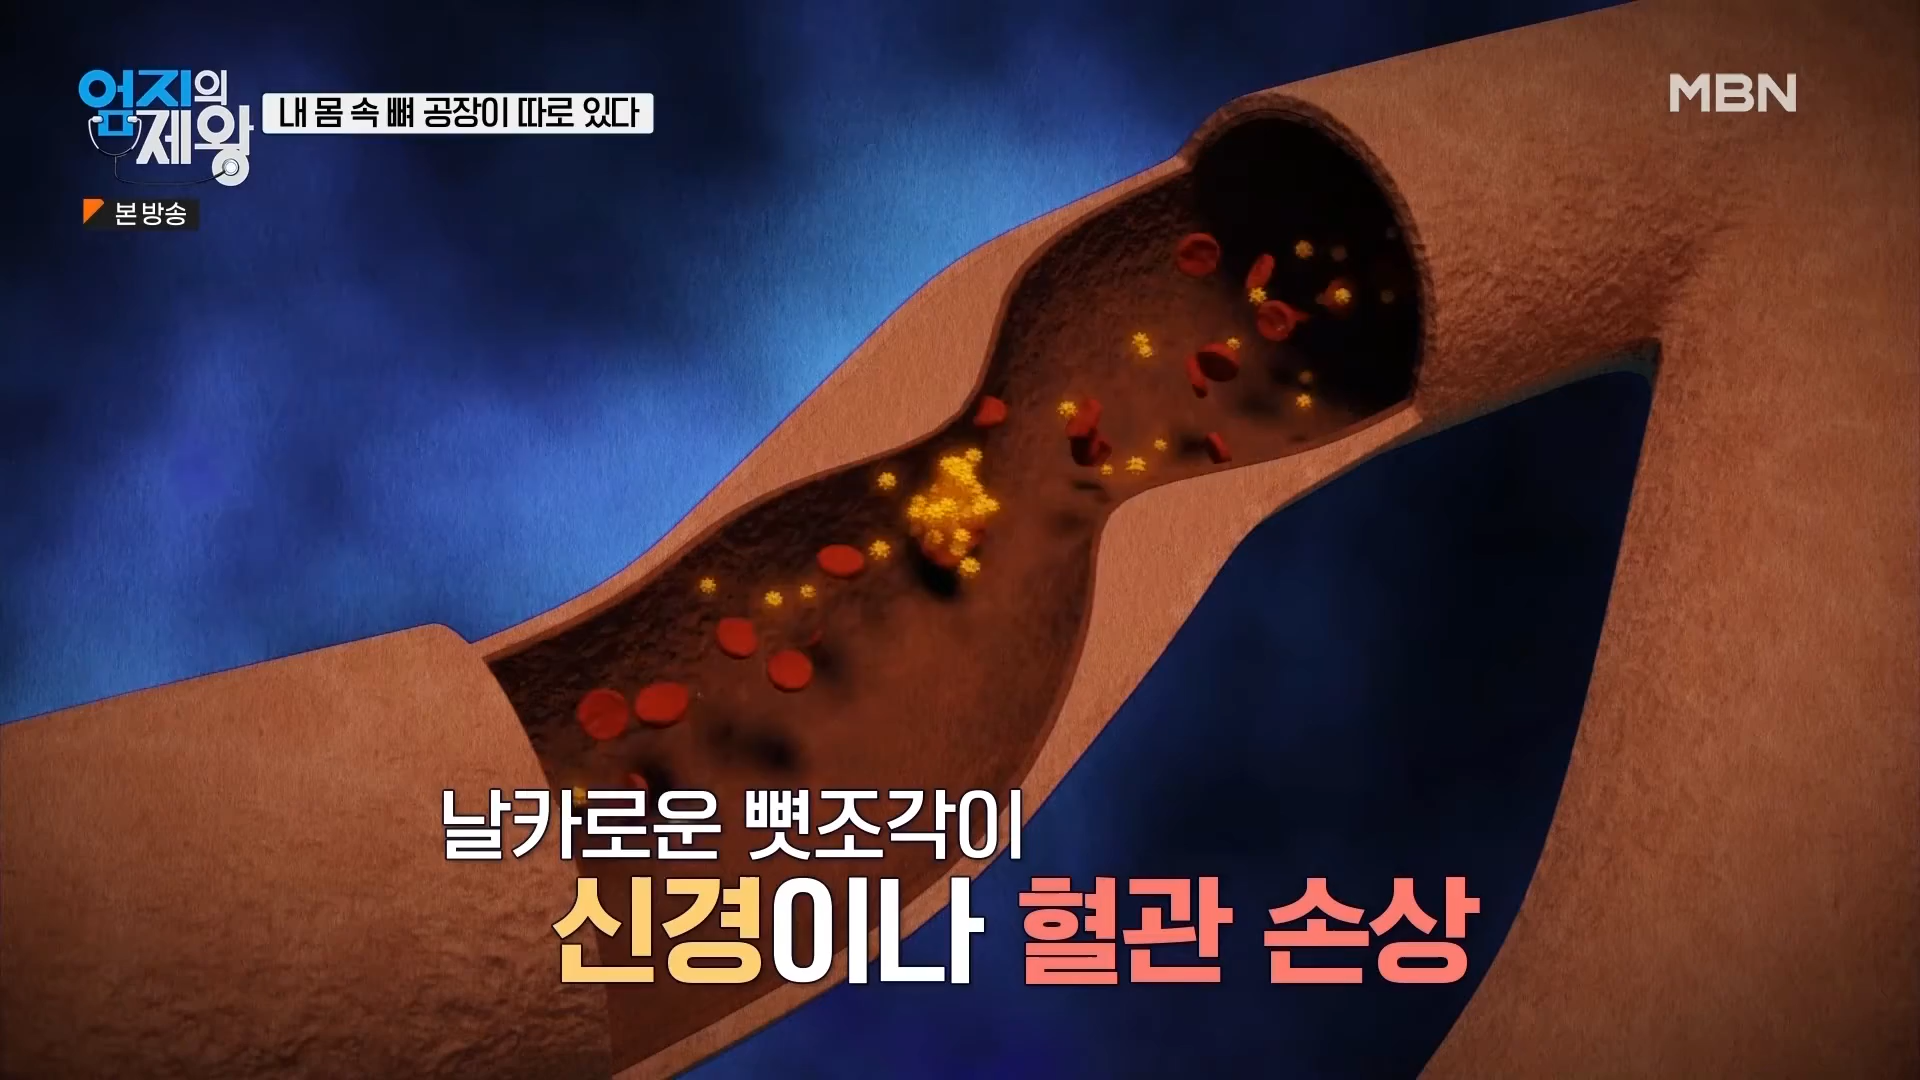 엄지의
제왕
내 몸 속 뼈 공장이 따로 있다
MBN
본 방송
날카로운 뼛조각이
신경이나 혈관 손상